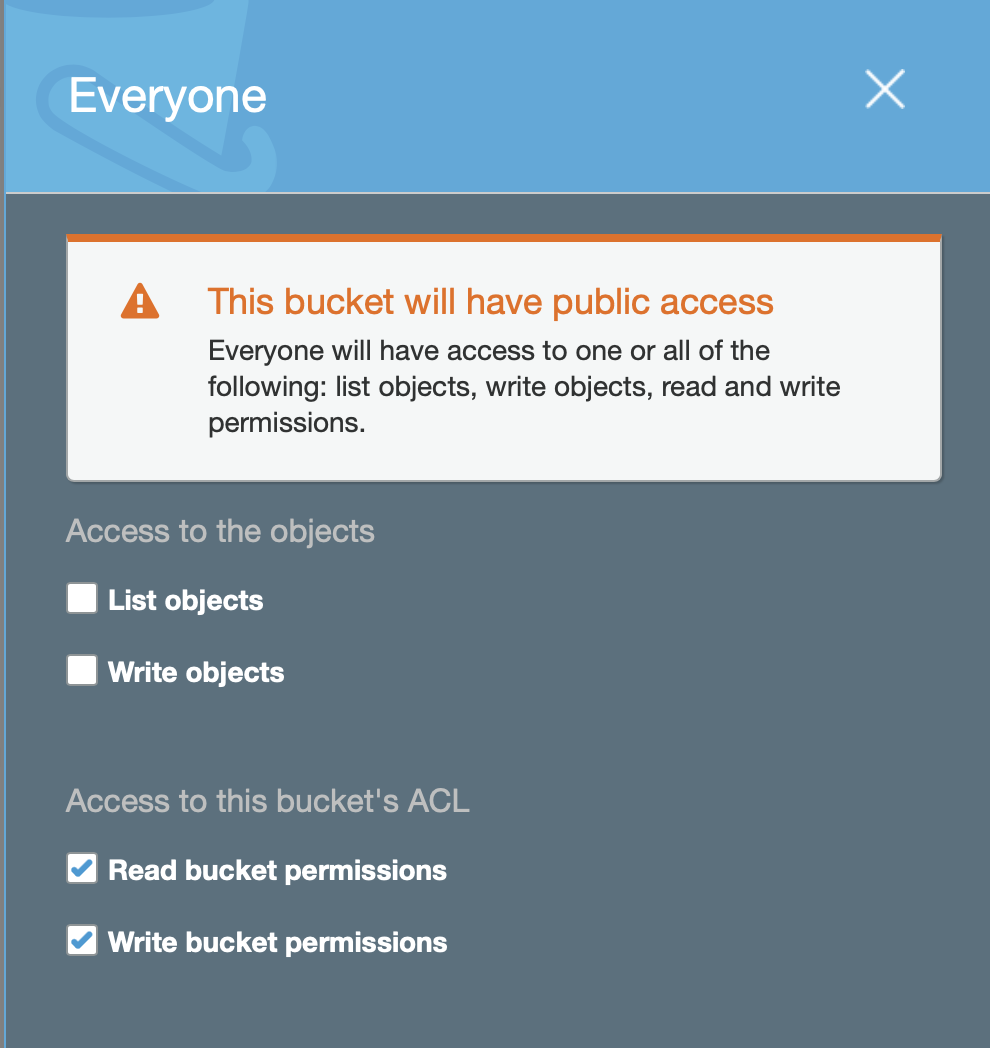 Everyone
This bucket will have public access
Everyone will have access to one or all of the
following: list objects, write objects, read and write
permissions.
Access to the objects
List objects
Write objects
Access to this bucket's ACL
Read bucket permissions
Write bucket permissions